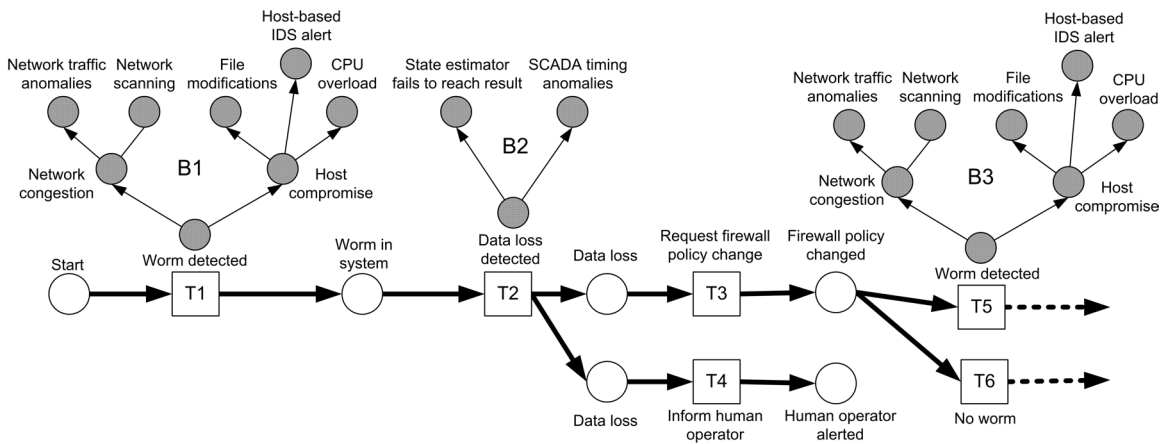 Host-based
IDS alert
Network traffic
anomalies
Network
scanning
File
modifications
CPU
overload
B1
Network
congestion
Host
compromise
Worm detected
State estimator
fails to reach result
SCADA timing
anomalies
B2
Data loss
detected
Host-based
IDS alert
Network traffic
anomalies
Network
scanning
File
modifications
CPU
overload
B3
Network
congestion
Host
compromise
Worm detected
Start
T1
Worm in
system
T2
Data loss
Request firewall
policy change
T3
Firewall policy
changed
T5
Data loss
T4
Inform human
operator
Human operator
alerted
T6
No worm